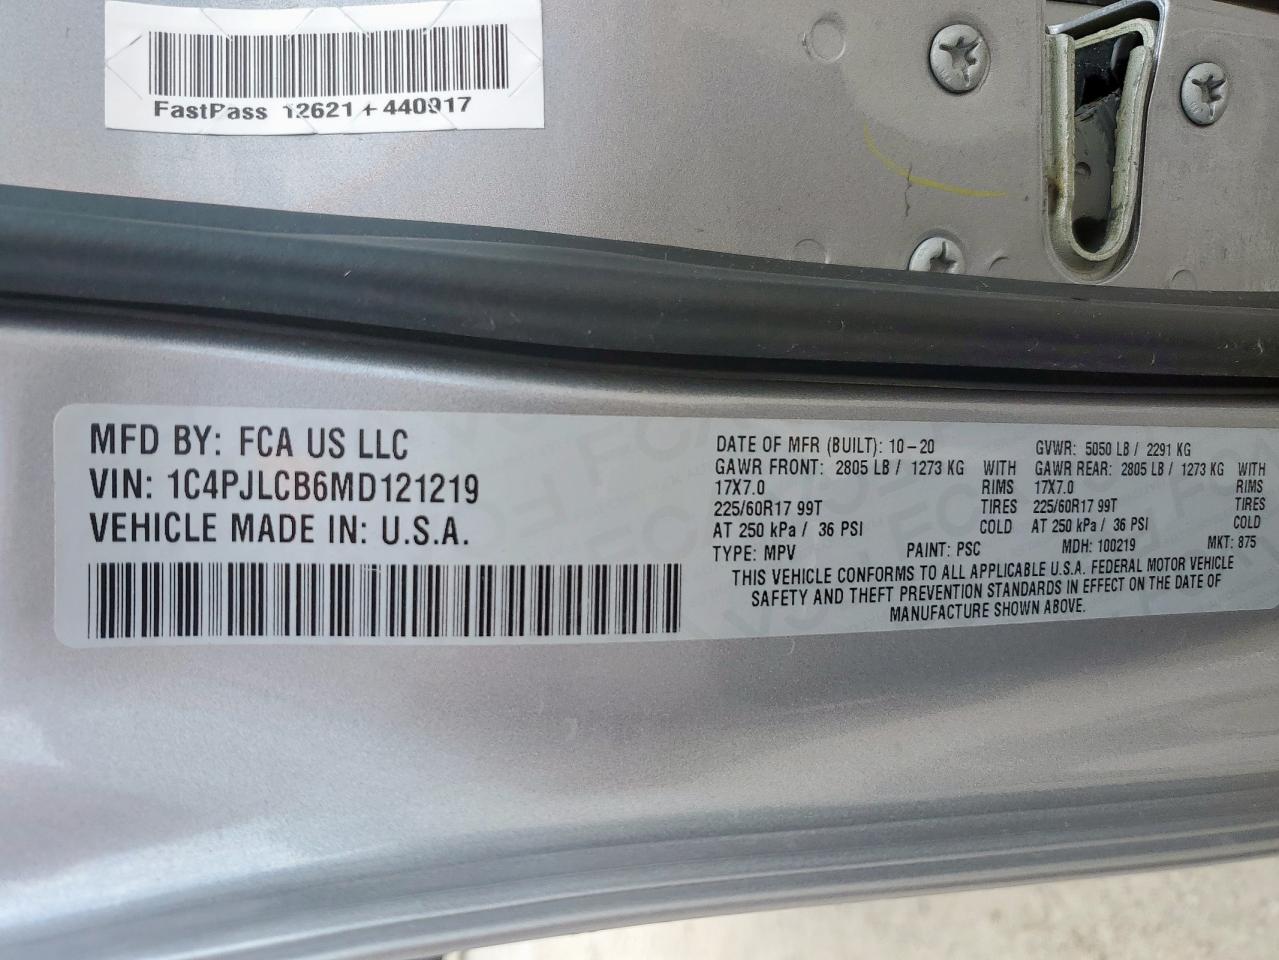 FastPass 12621+440917
MFD BY: FCA US LLC
VIN: 1C4PJLCB6MD121219
VEHICLE MADE IN: U.S.A.
DATE OF MFR (BUILT): 10-20 GVWR: 5050 LB / 2291 KG
GAWR FRONT: 2805 LB / 1273 KG WITH GAWR REAR: 2805 LB / 1273 KG WITH
17X7.0 RIMS 17X7.0 RIMS
225/60R17 99T TIRES 225/60R17 99T TIRES
AT 250 kPa / 36 PSI COLD AT 250 kPa / 36 PSI COLD
TYPE: MPV PAINT: PSC MDH: 100219 MKT: 875
THIS VEHICLE CONFORMS TO ALL APPLICABLE U.S.A. FEDERAL MOTOR VEHICLE
SAFETY AND THEFT PREVENTION STANDARDS IN EFFECT ON THE DATE OF
MANUFACTURE SHOWN ABOVE.